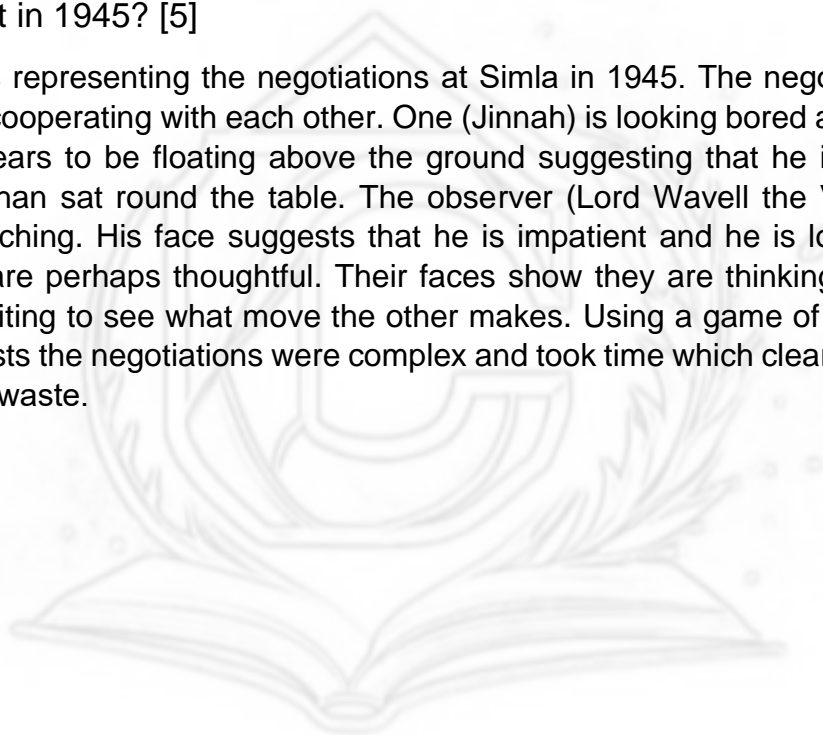 t in 1945? [5]
representing the negotiations at Simla in 1945. The nego
cooperating with each other. One (Jinnah) is looking bored a
ears to be floating above the ground suggesting that he i
han sat round the table. The observer (Lord Wavell the V
ching. His face suggests that he is impatient and he is lo
are perhaps thoughtful. Their faces show they are thinking
iting to see what move the other makes. Using a game of
sts the negotiations were complex and took time which clear
waste.